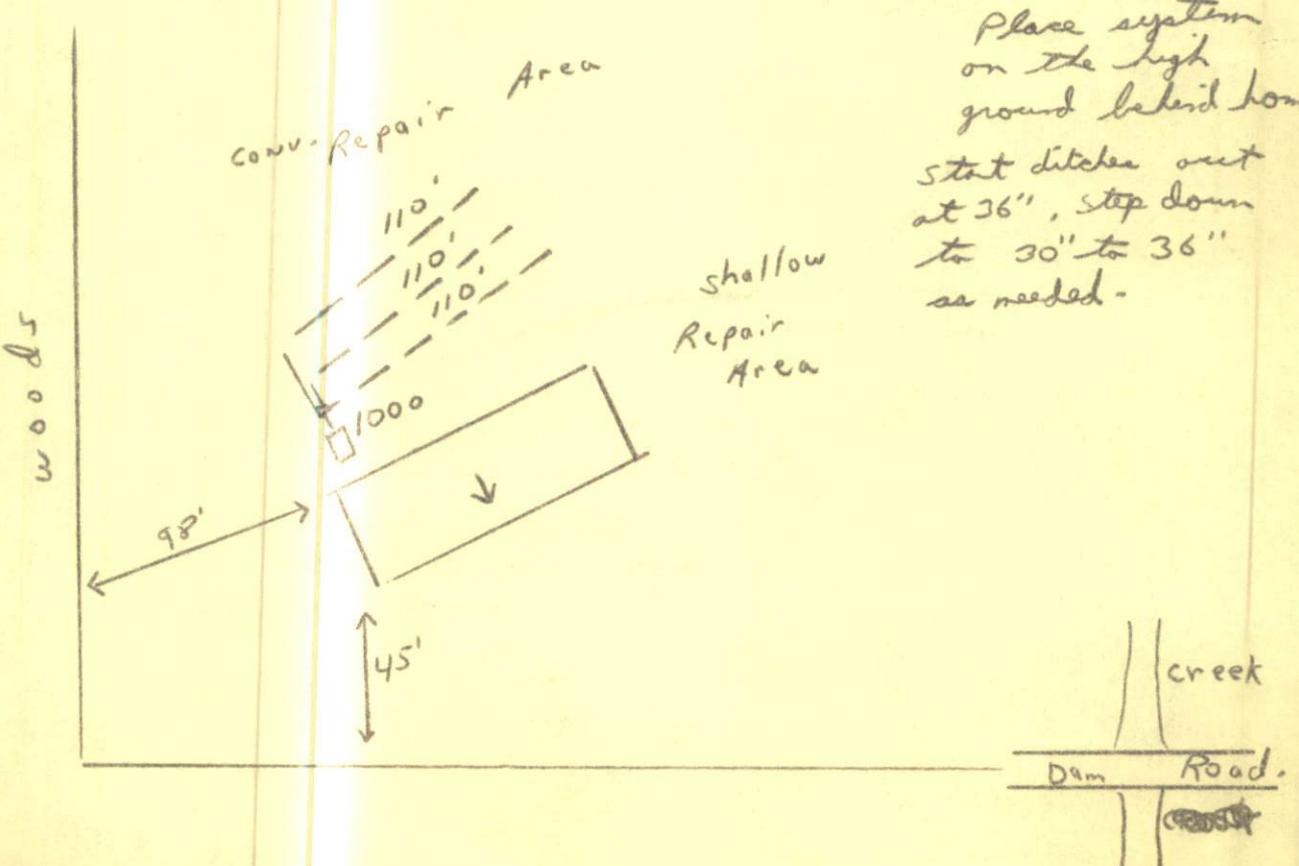 Place system
on the high
ground behind hom
start ditches out
at 36", step down
to 30" to 36"
as needed.
Area
Conv. Repair
110'
110'
110'
shallow
Repair
Area
1000
woods
98'
45'
creek
Dam Road.